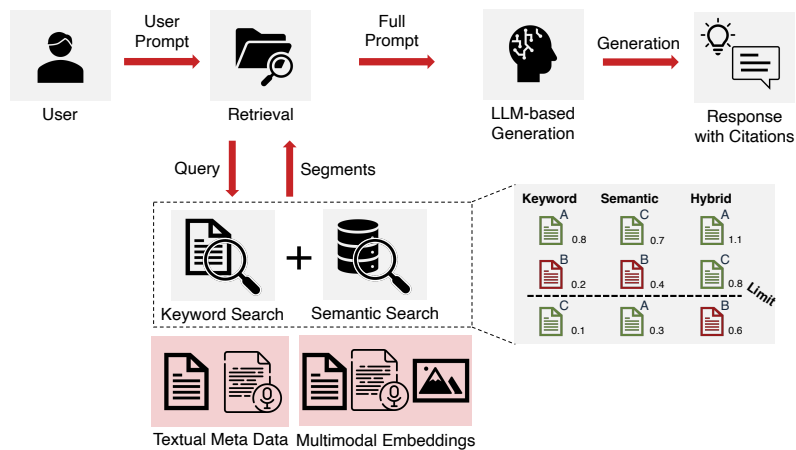 User
Prompt
Full
Prompt
Generation
User
Retrieval
LLM-based
Generation
Response
with Citations
Query
Segments
Keyword Semantic Hybrid
A C A
0.8 0.7 1.1
B B C
0.2 0.4 0.8
Limit
C A B
0.1 0.3 0.6
Keyword Search
Semantic Search
Textual Meta Data
Multimodal Embeddings